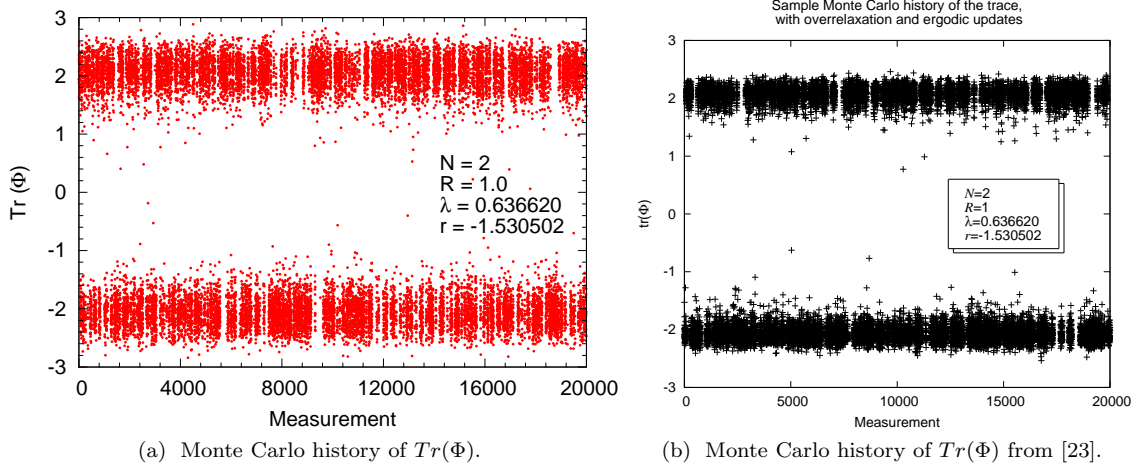 3
2
1
0
-1
-2
-3
Tr (Φ)
N = 2
R = 1.0
λ = 0.636620
r = -1.530502
0 4000 8000 12000 16000 20000
Measurement
(a) Monte Carlo history of Tr(Φ).
Sample Monte Carlo history of the trace,
with overrelaxation and ergodic updates
3
2
1
0
-1
-2
-3
tr(Φ)
N=2
R=1
λ=0.636620
r=-1.530502
0 5000 10000 15000 20000
Measurement
(b) Monte Carlo history of Tr(Φ) from [23].